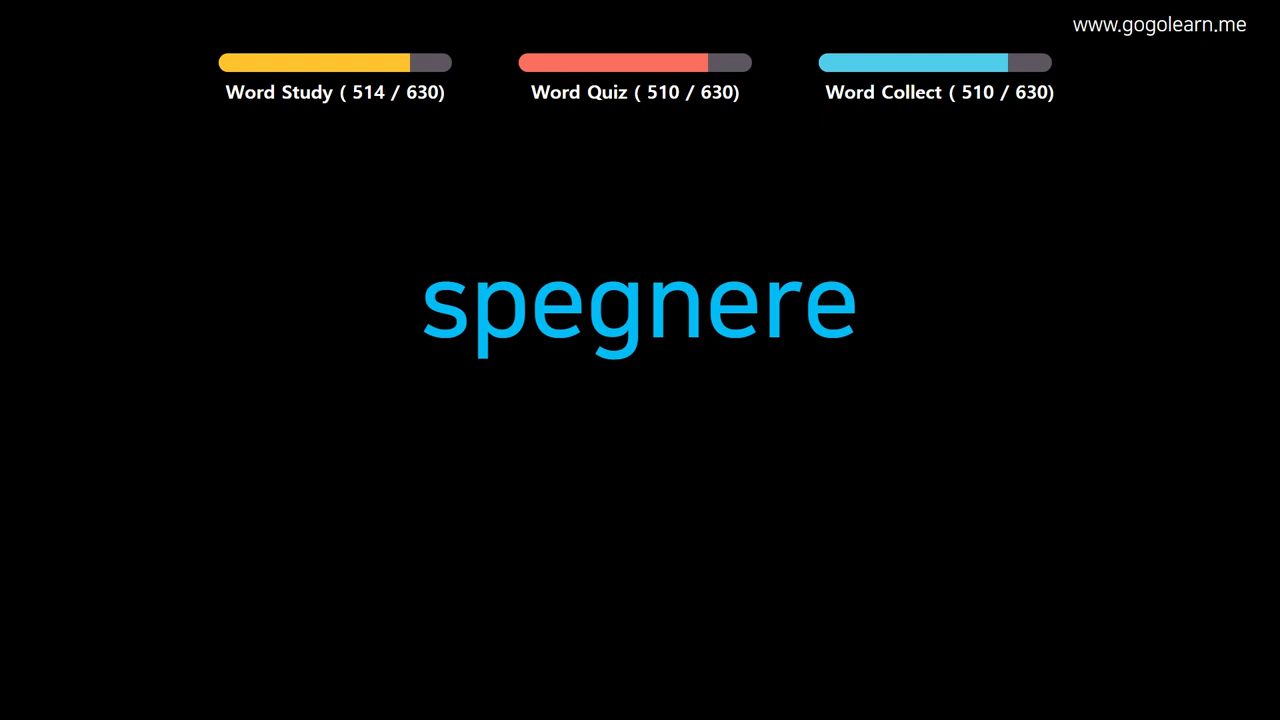 www.gogolearn.me
Word Study ( 514 / 630)
Word Quiz ( 510 / 630)
Word Collect ( 510 / 630)
spegnere